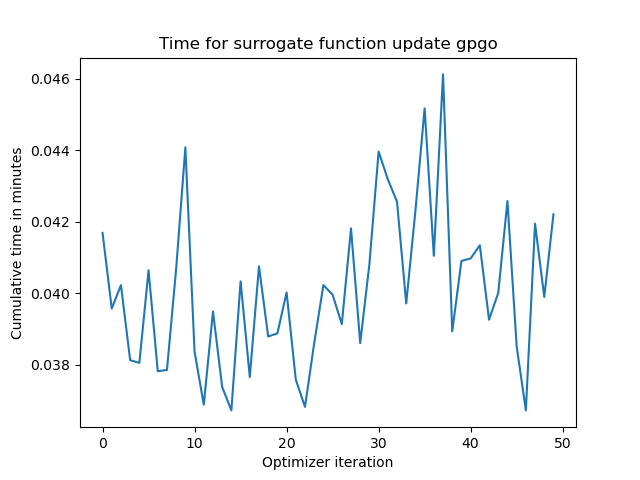 Time for surrogate function update gpgo
Cumulative time in minutes
0.046
0.044
0.042
0.040
0.038
0 10 20 30 40 50
Optimizer iteration